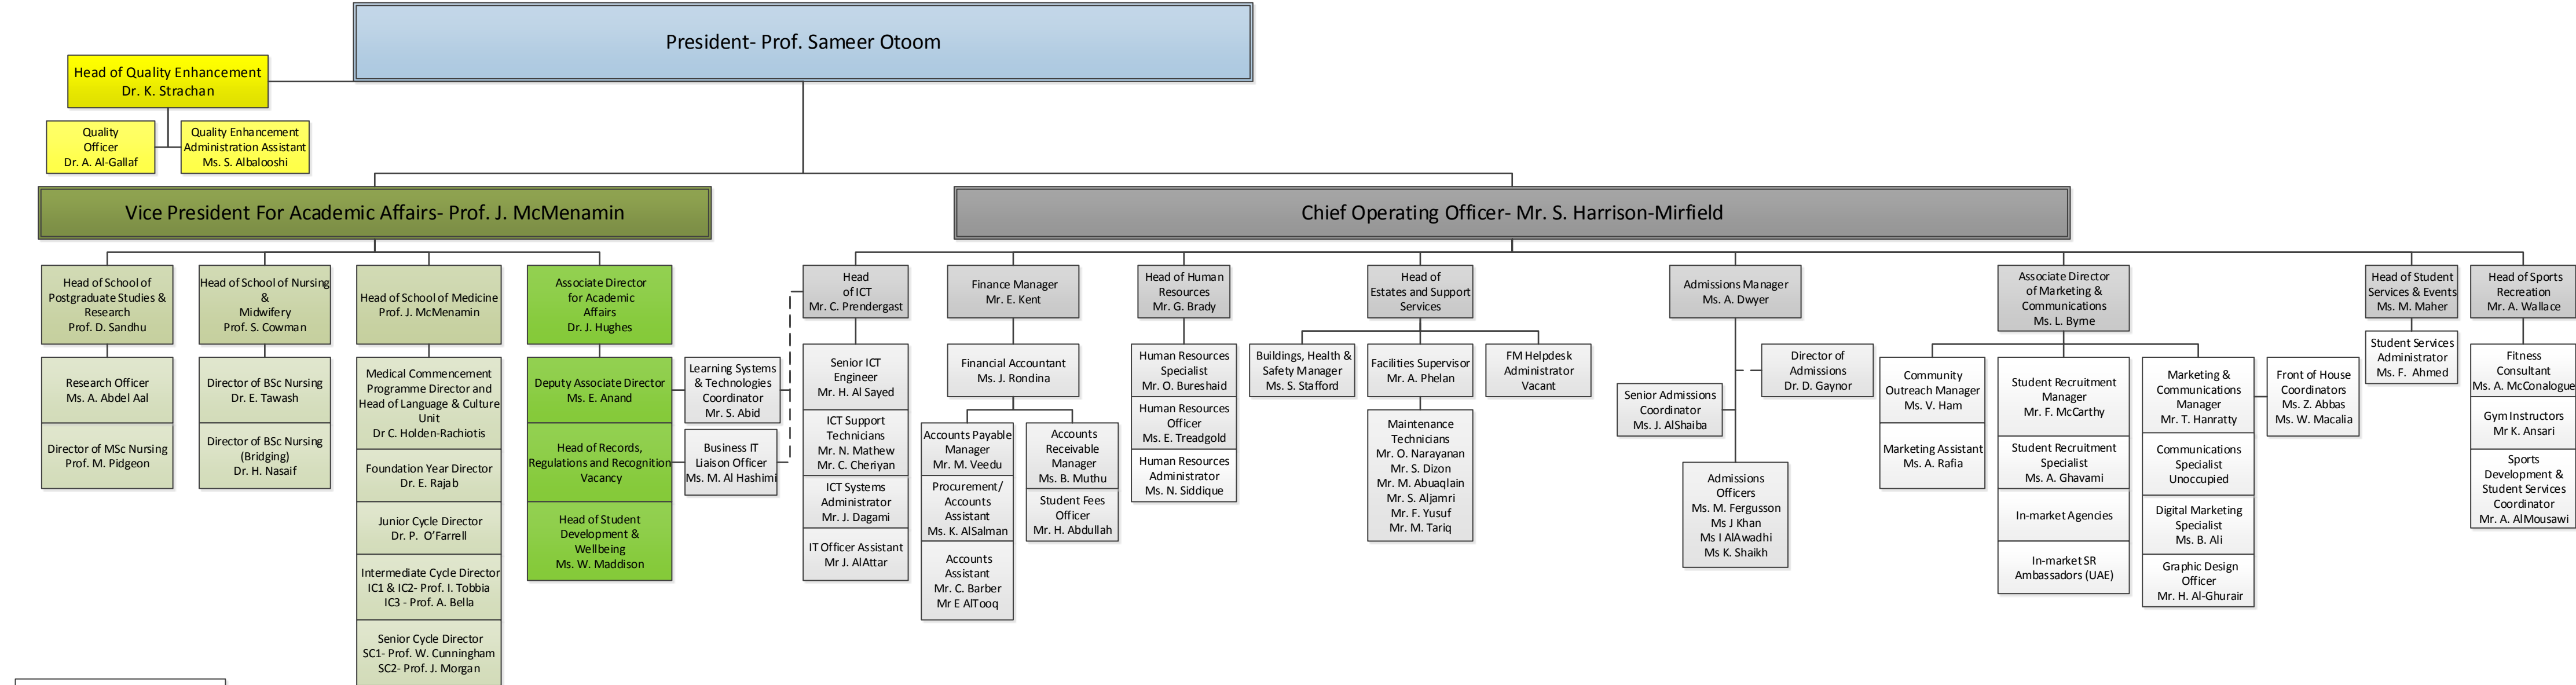 President- Prof. Sameer Otoom
Head of Quality Enhancement
Dr. K. Strachan
Quality
Officer
Dr. A. Al-Gallaf
Quality Enhancement
Administration Assistant
Ms. S. Albalooshi
Vice President For Academic Affairs- Prof. J. McMenamin
Chief Operating Officer- Mr. S. Harrison-Mirfield
Head of School of
Postgraduate Studies &
Research
Prof. D. Sandhu
Research Officer
Ms. A. Abdel Aal
Director of MSc Nursing
Prof. M. Pidgeon
Head of School of Nursing
&
Midwifery
Prof. S. Cowman
Director of BSc Nursing
Dr. E. Tawash
Director of BSc Nursing
(Bridging)
Dr. H. Nasaif
Head of School of Medicine
Prof. J. McMenamin
Medical Commencement
Programme Director and
Head of Language & Culture
Unit
Dr C. Holden-Rachiotis
Foundation Year Director
Dr. E. Rajab
Junior Cycle Director
Dr. P. O’Farrell
Intermediate Cycle Director
IC1 & IC2- Prof. I. Tobbia
IC3 - Prof. A. Bella
Senior Cycle Director
SC1- Prof. W. Cunningham
SC2- Prof. J. Morgan
Associate Director
for Academic
Affairs
Dr. J. Hughes
Deputy Associate Director
Ms. E. Anand
Head of Records,
Regulations and Recognition
Vacancy
Head of Student
Development &
Wellbeing
Ms. W. Maddison
Learning Systems
& Technologies
Coordinator
Mr. S. Abid
Business IT
Liaison Officer
Ms. M. Al Hashimi
Head
of ICT
Mr. C. Prendergast
Senior ICT
Engineer
Mr. H. Al Sayed
ICT Support
Technicians
Mr. N. Mathew
Mr. C. Cheriyan
ICT Systems
Administrator
Mr. J. Dagami
IT Officer Assistant
Mr J. AlAttar
Finance Manager
Mr. E. Kent
Financial Accountant
Ms. J. Rondina
Accounts Payable
Manager
Mr. M. Veedu
Procurement/
Accounts
Assistant
Ms. K. AlSalman
Accounts
Assistant
Mr. C. Barber
Mr E AlTooq
Accounts
Receivable
Manager
Ms. B. Muthu
Student Fees
Officer
Mr. H. Abdullah
Head of Human
Resources
Mr. G. Brady
Human Resources
Specialist
Mr. O. Bureshaid
Human Resources
Officer
Ms. E. Treadgold
Human Resources
Administrator
Ms. N. Siddique
Head of
Estates and Support
Services
Buildings, Health &
Safety Manager
Ms. S. Stafford
Facilities Supervisor
Mr. A. Phelan
Maintenance
Technicians
Mr. O. Narayanan
Mr. S. Dizon
Mr. M. Abuaqlain
Mr. S. Aljamri
Mr. F. Yusuf
Mr. M. Tariq
FM Helpdesk
Administrator
Vacant
Admissions Manager
Ms. A. Dwyer
Director of
Admissions
Dr. D. Gaynor
Senior Admissions
Coordinator
Ms. J. AlShaiba
Admissions
Officers
Ms. M. Fergusson
Ms J Khan
Ms I AlAwadhi
Ms K. Shaikh
Associate Director
of Marketing &
Communications
Ms. L. Byrne
Community
Outreach Manager
Ms. V. Ham
Marketing Assistant
Ms. A. Rafia
Student Recruitment
Manager
Mr. F. McCarthy
Student Recruitment
Specialist
Ms. A. Ghavami
In-market Agencies
In-market SR
Ambassadors (UAE)
Marketing &
Communications
Manager
Mr. T. Hanratty
Communications
Specialist
Unoccupied
Digital Marketing
Specialist
Ms. B. Ali
Graphic Design
Officer
Mr. H. Al-Ghurair
Front of House
Coordinators
Ms. Z. Abbas
Ms. W. Macalia
Head of Student
Services & Events
Ms. M. Maher
Student Services
Administrator
Ms. F. Ahmed
Head of Sports
Recreation
Mr. A. Wallace
Fitness
Consultant
Ms. A. McConalogue
Gym Instructors
Mr K. Ansari
Sports
Development &
Student Services
Coordinator
Mr. A. AlMousawi